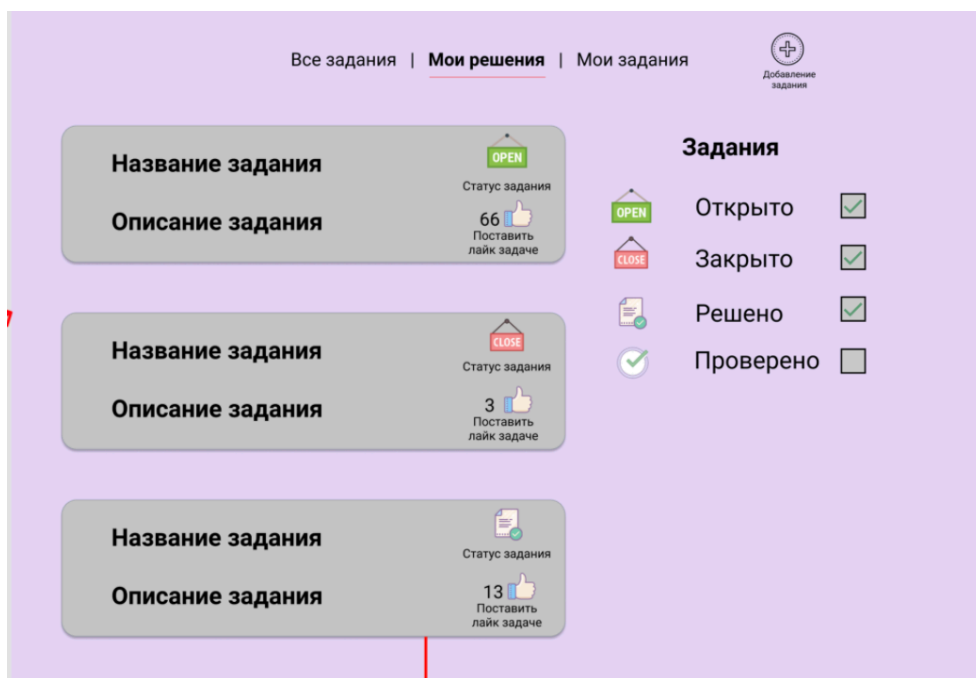 Все задания | Мои решения | Мои задания
Добавление
задания
Название задания
OPEN
Статус задания
Описание задания
66
Поставить
лайк задаче
Название задания
CLOSE
Статус задания
Описание задания
3
Поставить
лайк задаче
Название задания
Статус задания
Описание задания
13
Поставить
лайк задаче
Задания
OPEN
Открыто
CLOSE
Закрыто
Решено
Проверено